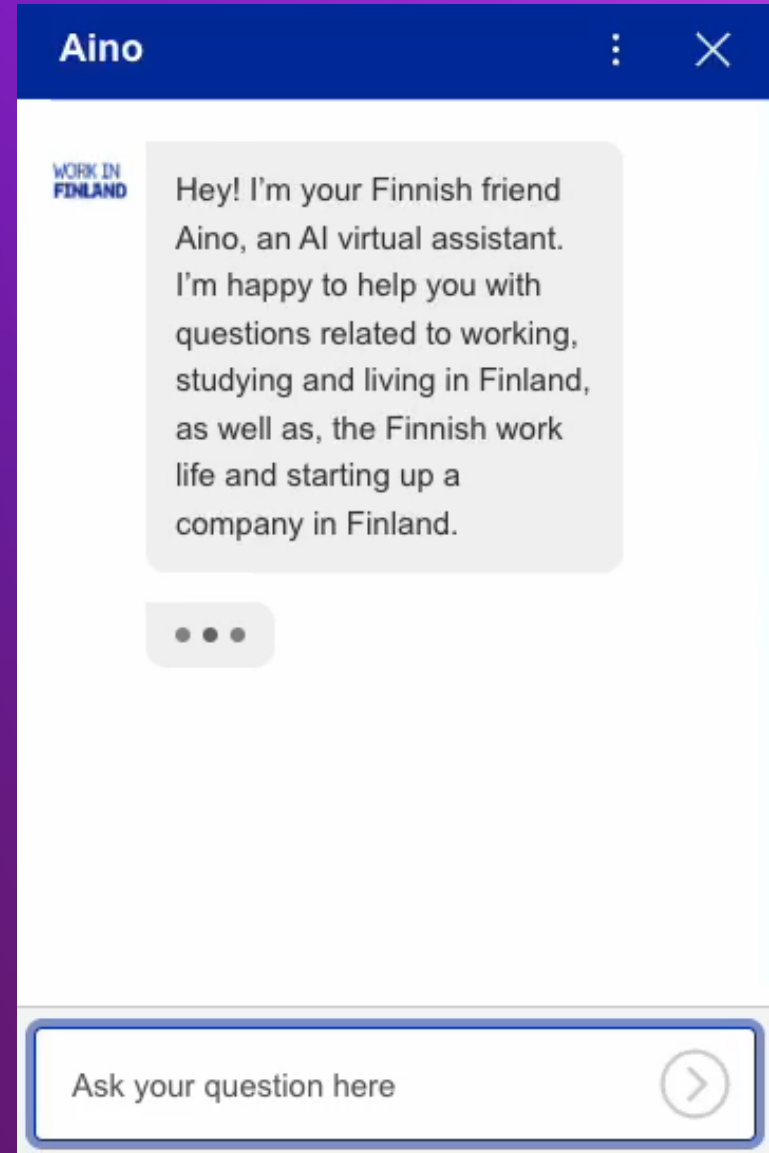 Aino
WORK IN
FINLAND
Hey! I'm your Finnish friend
Aino, an AI virtual assistant.
I'm happy to help you with
questions related to working,
studying and living in Finland,
as well as, the Finnish work
life and starting up a
company in Finland.
Ask your question here